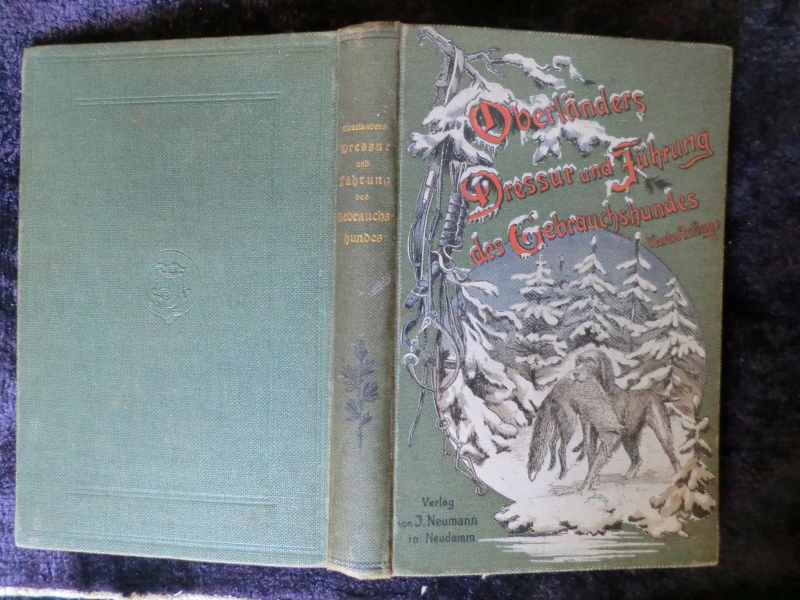 Oberländers
Dressur
und
Führung
des
Gebrauchs-
hundes
Oberländers
Dressur und Führung
des Gebrauchshundes
Vierte Auflage
Verlag
von J. Neumann
in Neudamm